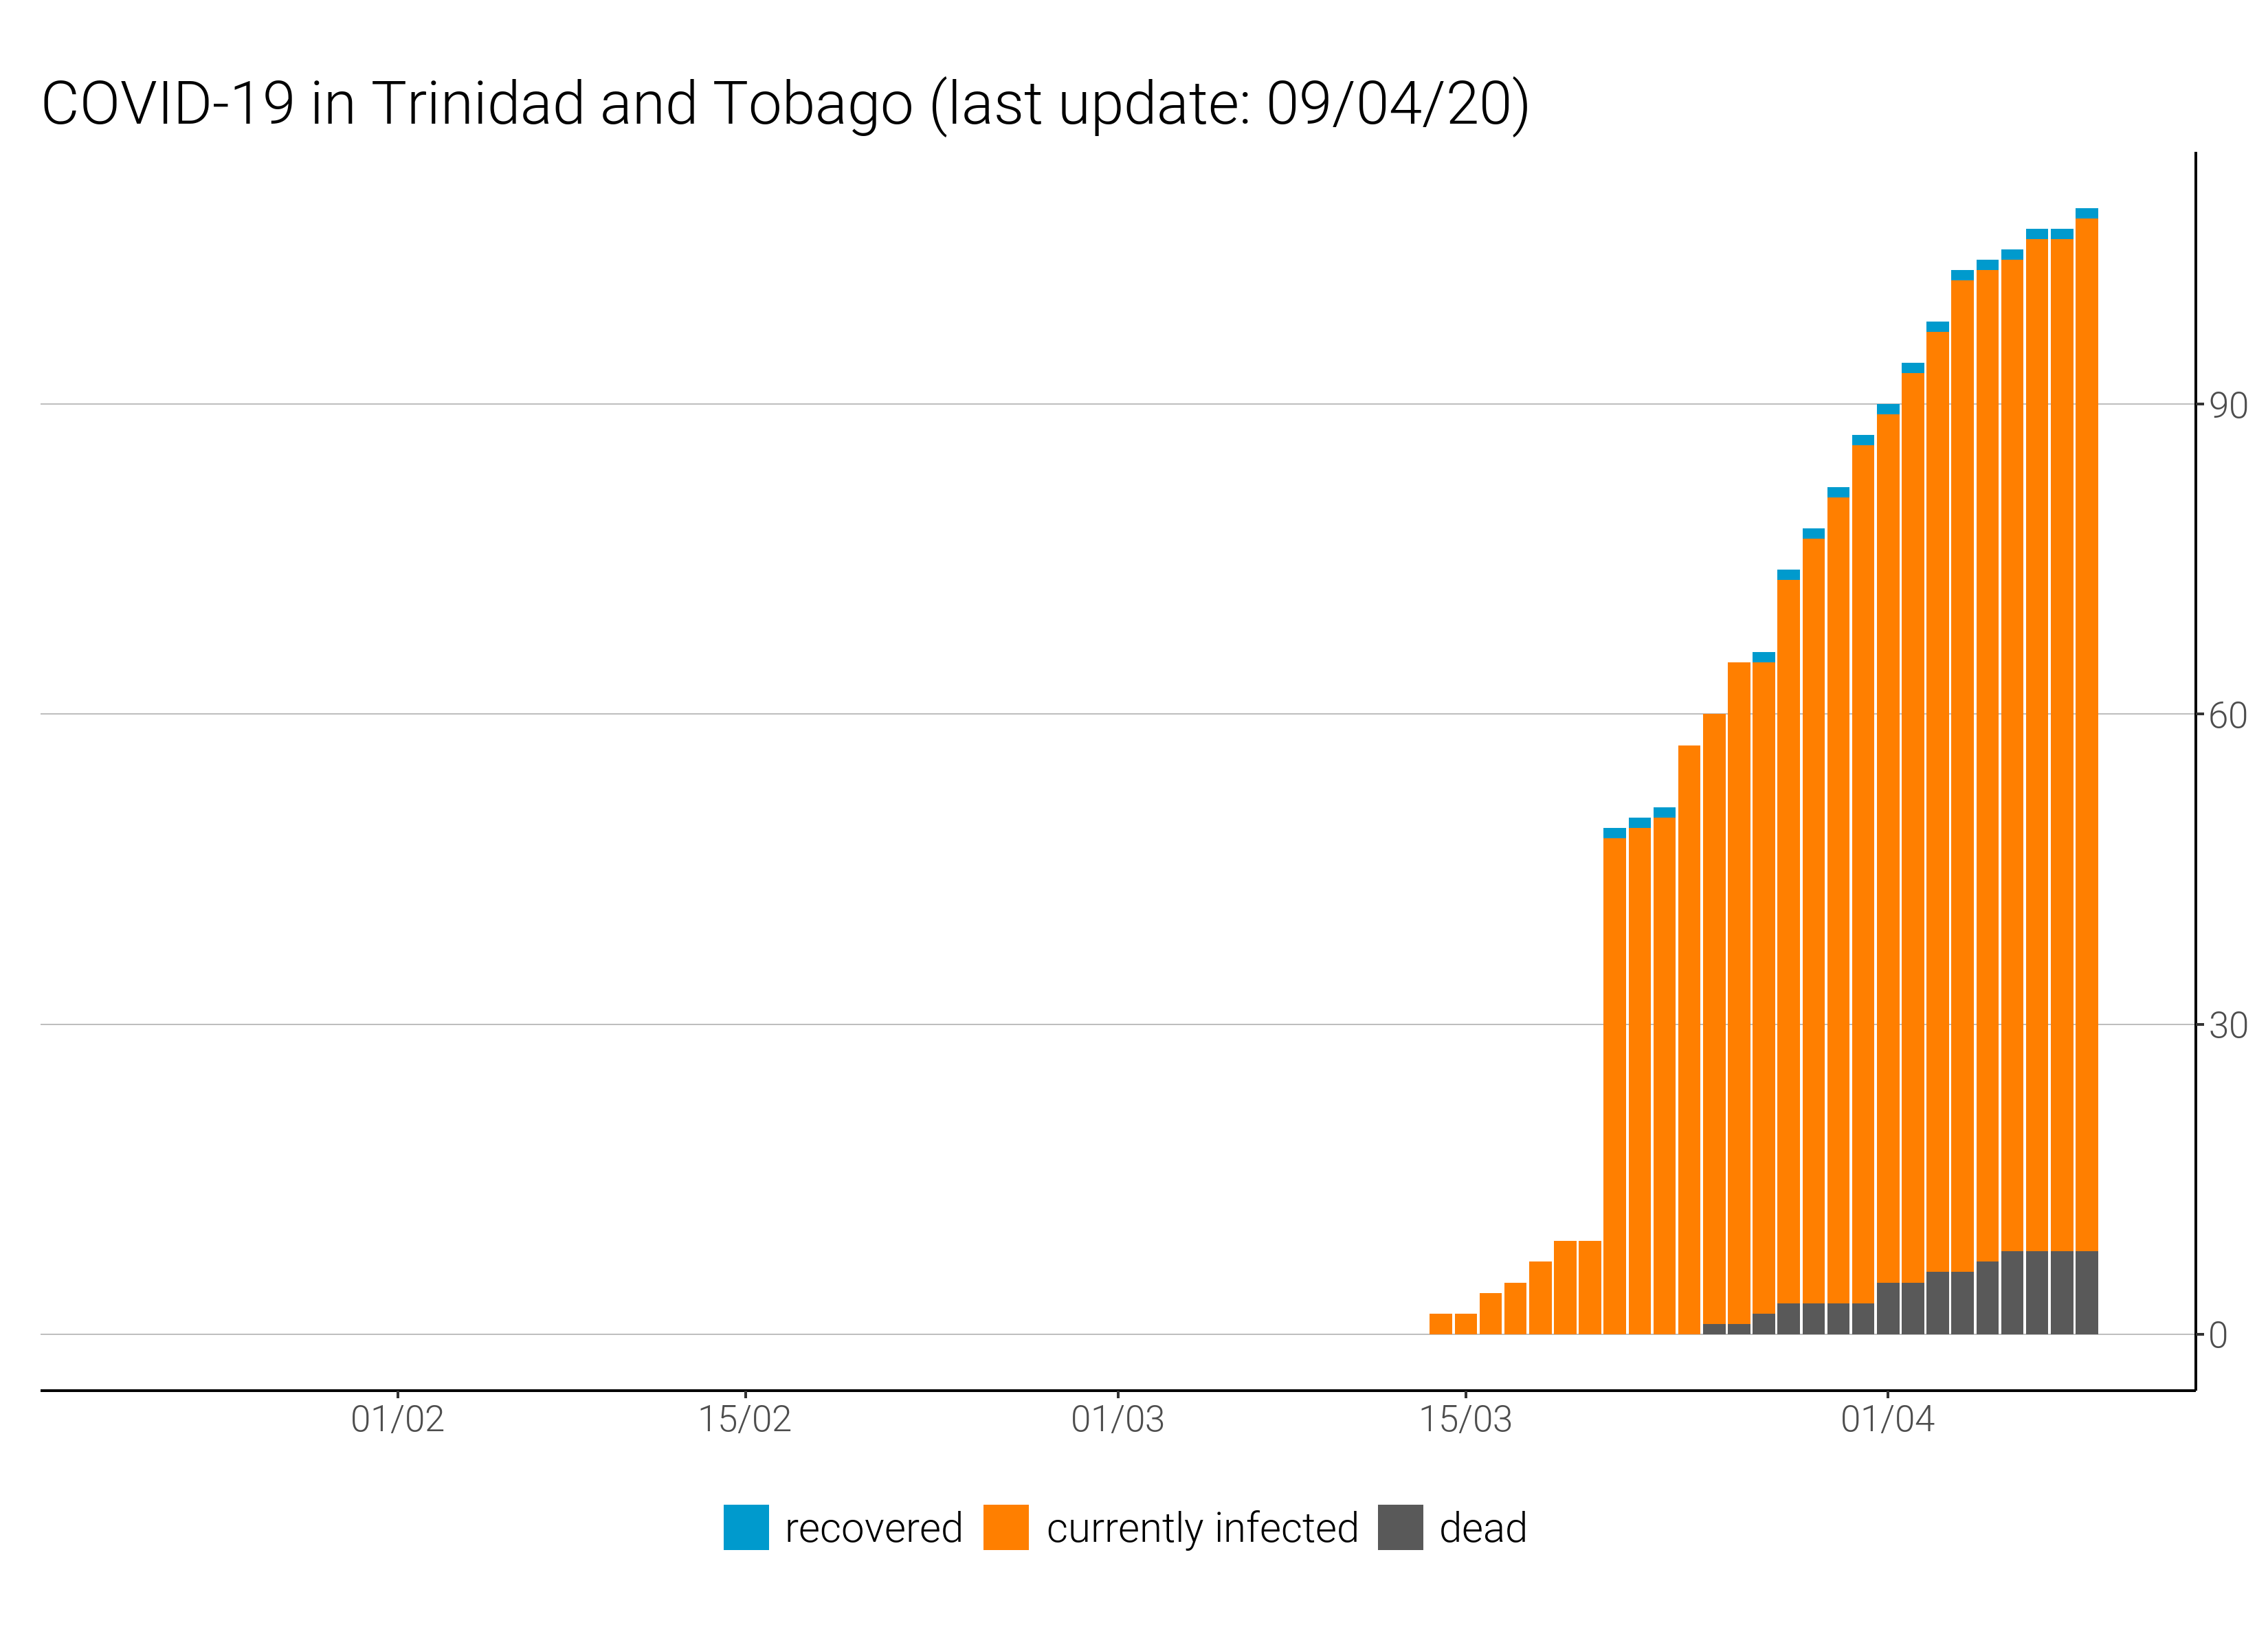 COVID-19 in Trinidad and Tobago (last update: 09/04/20)
90
60
30
0
01/02 15/02 01/03 15/03 01/04
recovered currently infected dead